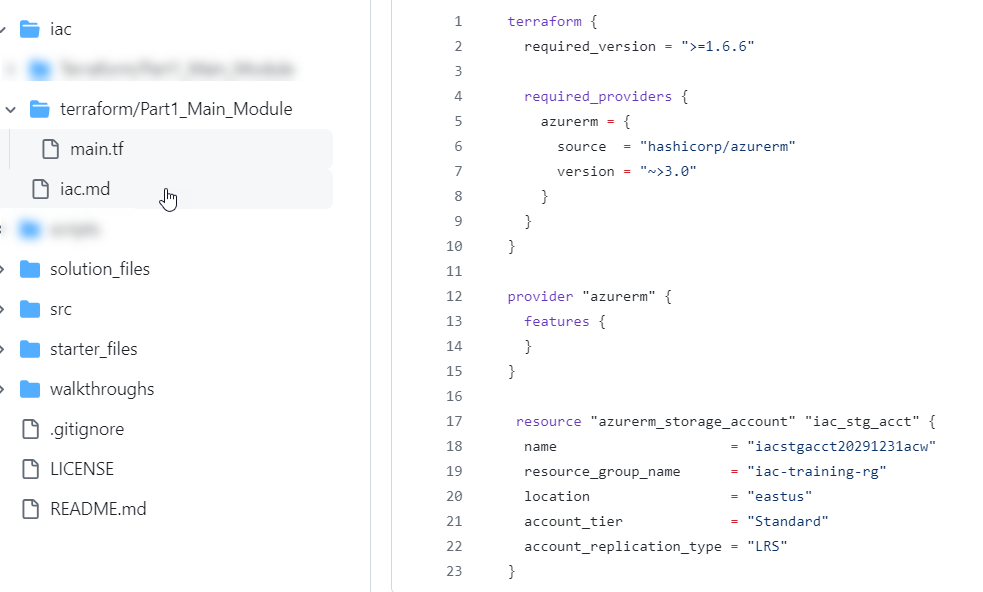 iac
terraform/Part1_Main_Module
main.tf
iac.md
solution_files
src
starter_files
walkthroughs
.gitignore
LICENSE
README.md
1 terraform {
2   required_version = ">=1.6.6"
3
4   required_providers {
5     azurerm = {
6       source  = "hashicorp/azurerm"
7       version = "~>3.0"
8     }
9   }
10 }
11
12 provider "azurerm" {
13   features {
14   }
15 }
16
17  resource "azurerm_storage_account" "iac_stg_acct" {
18   name                     = "iacstgacct20291231acw"
19   resource_group_name      = "iac-training-rg"
20   location                 = "eastus"
21   account_tier             = "Standard"
22   account_replication_type = "LRS"
23 }